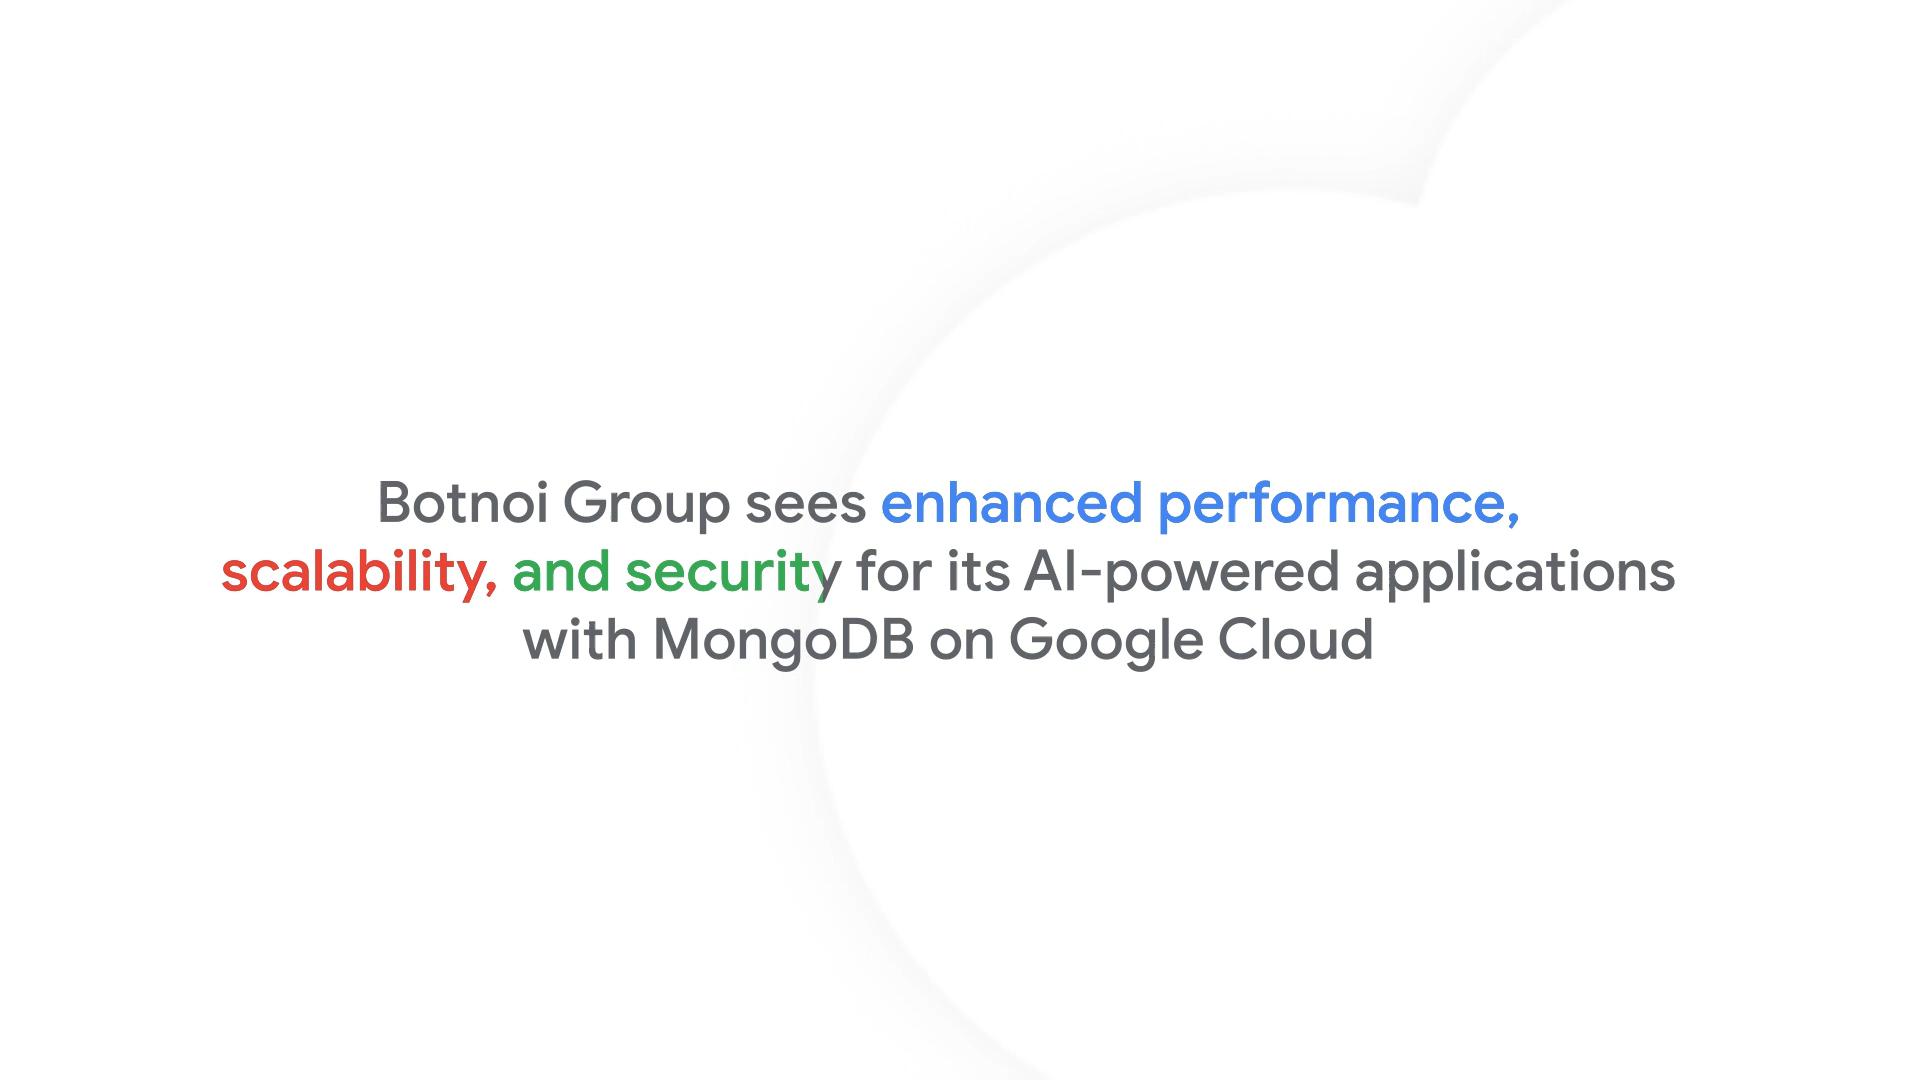 Botnoi Group sees enhanced performance,
scalability, and security for its AI-powered applications
with MongoDB on Google Cloud